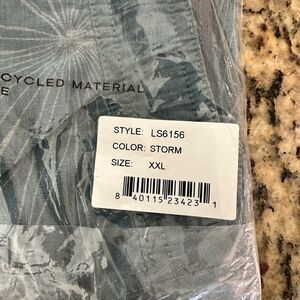 CYCLED MATERIAL
E
STYLE: LS6156
COLOR: STORM
SIZE: XXL
8 40115 23423 1